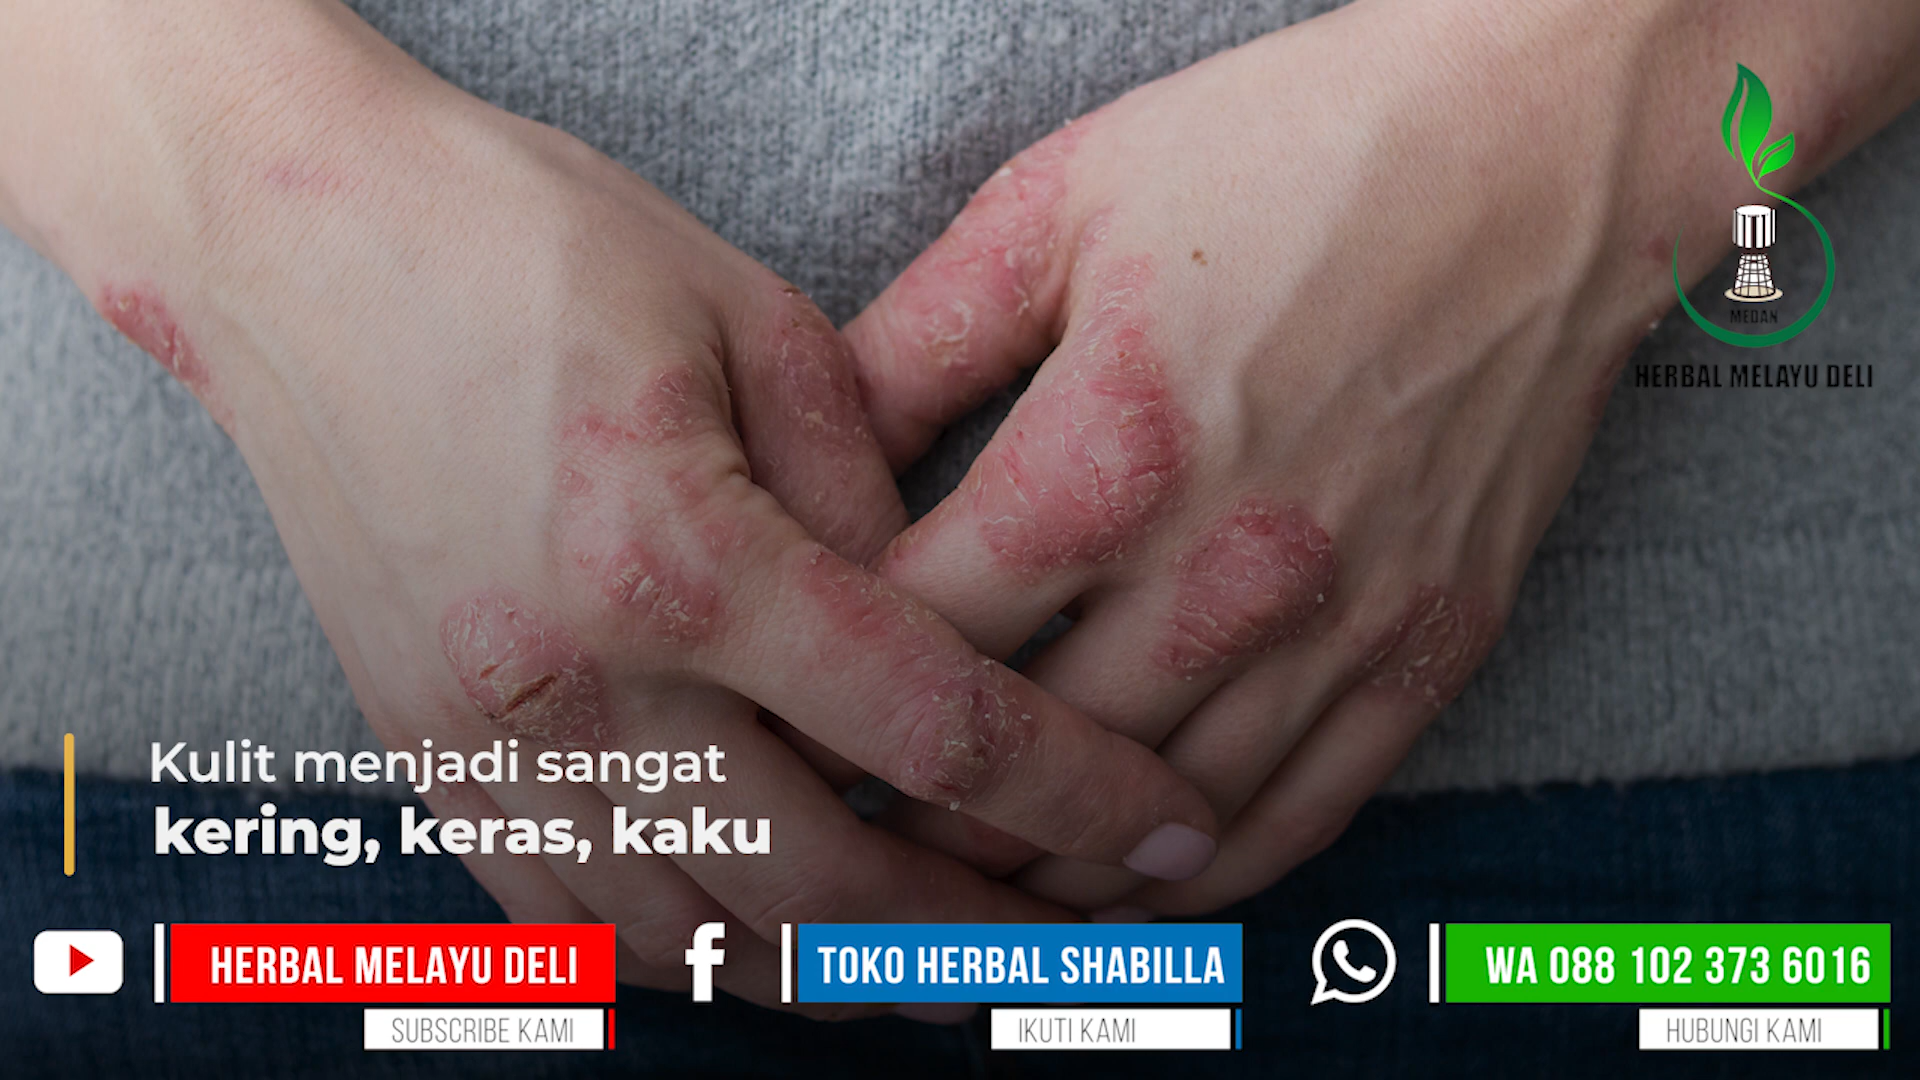 MEDAN
HERBAL MELAYU DELI
Kulit menjadi sangat
kering, keras, kaku
HERBAL MELAYU DELI
SUBSCRIBE KAMI
TOKO HERBAL SHABILLA
IKUTI KAMI
WA 088 102 373 6016
HUBUNGI KAMI